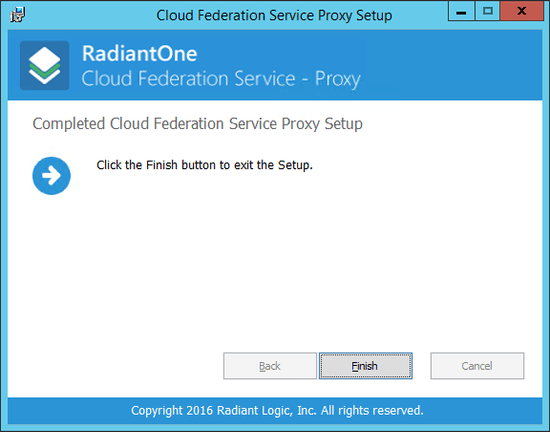 Cloud Federation Service Proxy Setup
RadiantOne
Cloud Federation Service - Proxy
Completed Cloud Federation Service Proxy Setup
Click the Finish button to exit the Setup.
Back
Finish
Cancel
Copyright 2016 Radiant Logic, Inc. All rights reserved.